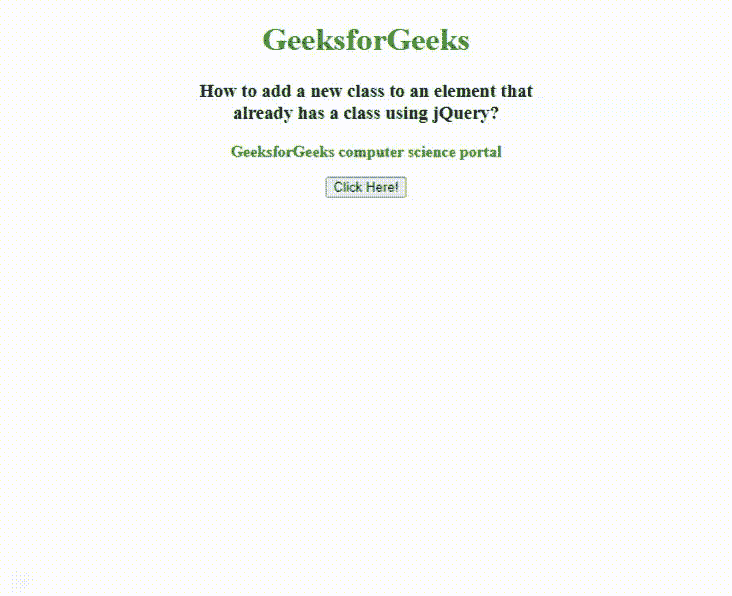 GeeksforGeeks
How to add a new class to an element that
already has a class using jQuery?
GeeksforGeeks computer science portal
Click Here!